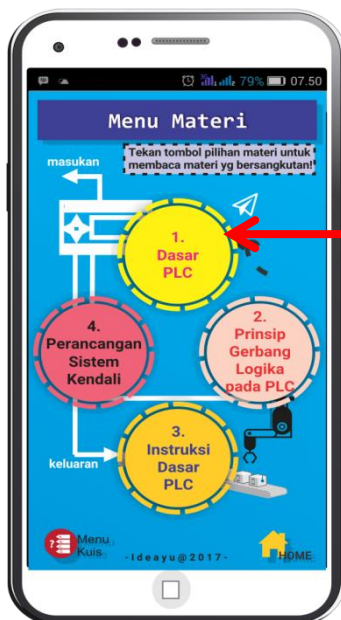 79% 07.50
Menu Materi
Tekan tombol pilihan materi untuk
membaca materi yg bersangkutan!
masukan
1.
Dasar
PLC
4.
Perancangan
Sistem
Kendali
2.
Prinsip
Gerbang
Logika
pada PLC
3.
Instruksi
Dasar
PLC
keluaran
Menu
Kuis
-Ideayu@2017-
HOME